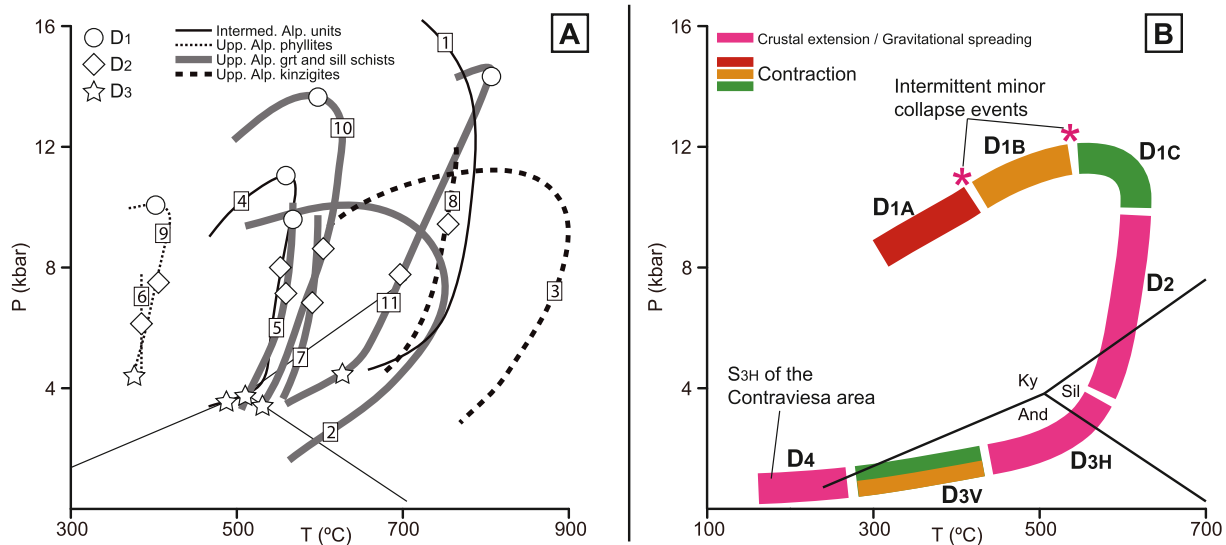 A
16
12
8
4
P (kbar)
D1
D2
D3
Intermed. Alp. units
Upp. Alp. phyllites
Upp. Alp. grt and sill schists
Upp. Alp. kinzigites
1
10
4
8
9
3
6
11
5
7
2
300
500
700
900
T (ºC)
B
16
12
8
4
P (kbar)
Crustal extension / Gravitational spreading
Contraction
Intermittent minor
collapse events
*
*
D1B
D1C
D1A
D2
S3H of the
Contraviesa area
Ky
Sil
And
D4
D3H
D3V
100
300
500
700
T (ºC)